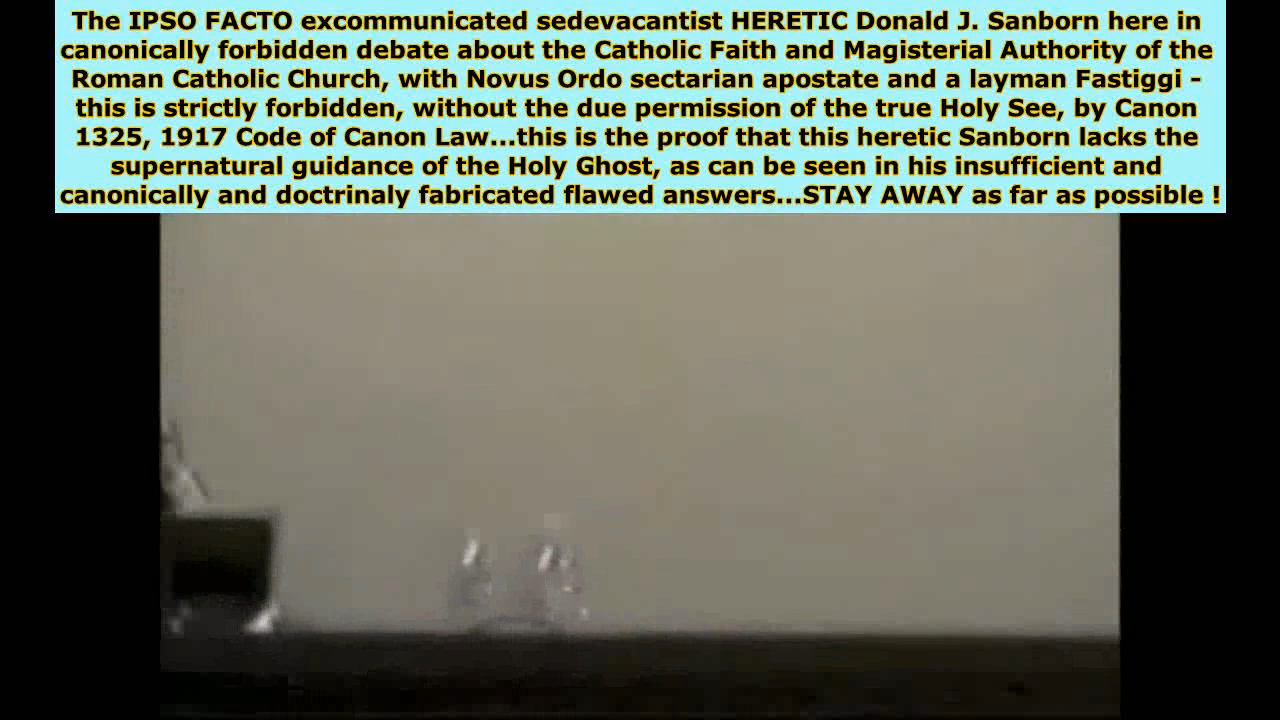 The IPSO FACTO excommunicated sedevacantist HERETIC Donald J. Sanborn here in
canonically forbidden debate about the Catholic Faith and Magisterial Authority of the
Roman Catholic Church, with Novus Ordo sectarian apostate and a layman Fastiggi -
this is strictly forbidden, without the due permission of the true Holy See, by Canon
1325, 1917 Code of Canon Law...this is the proof that this heretic Sanborn lacks the
supernatural guidance of the Holy Ghost, as can be seen in his insufficient and
canonically and doctrinaly fabricated flawed answers...STAY AWAY as far as possible !